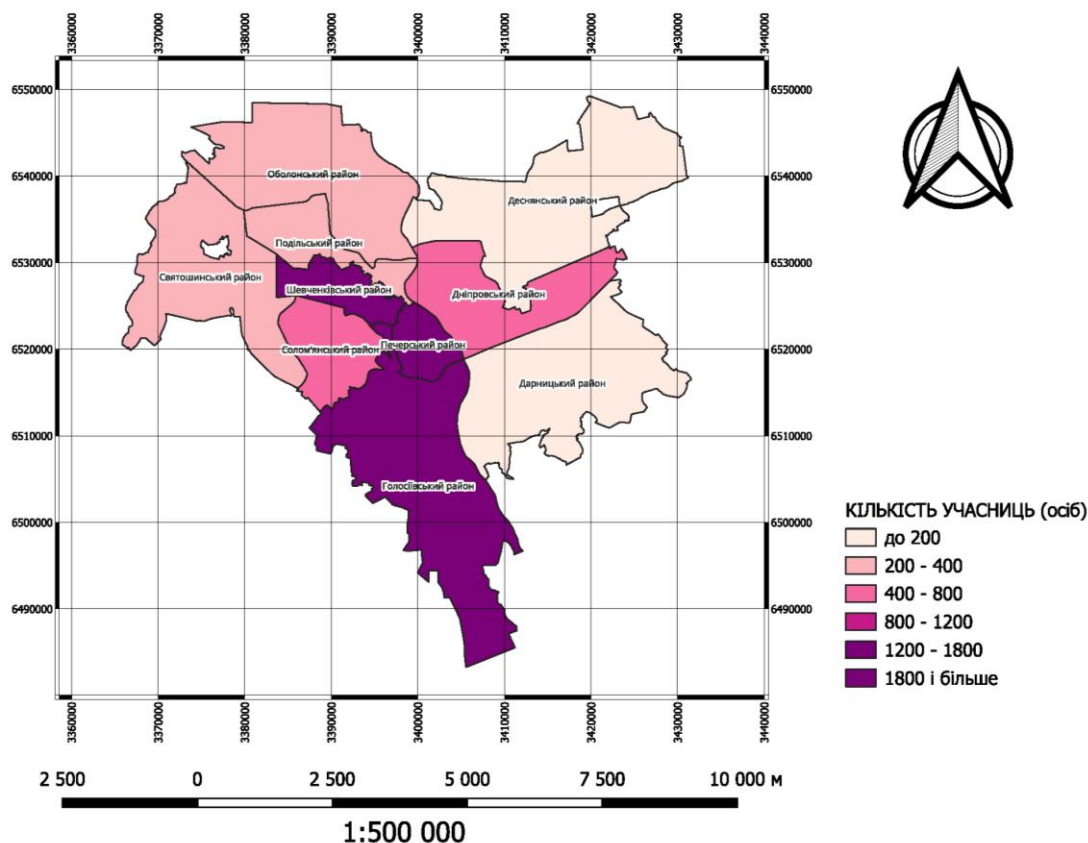 3360000 3370000 3380000 3390000 3400000 3410000 3420000 3430000 3440000
6550000 6550000
Оболонський район
6540000 6540000
Деснянський район
Подільський район
6530000 6530000
Святошинський район
Шевченківський район
Дніпровський район
6520000 6520000
Солом'янський район
Печерський район
Дарницький район
6510000 6510000
Голосіївський район
6500000 6500000
6490000 6490000
3360000 3370000 3380000 3390000 3400000 3410000 3420000 3430000 3440000
КІЛЬКІСТЬ УЧАСНИЦЬ (осіб)
до 200
200 - 400
400 - 800
800 - 1200
1200 - 1800
1800 і більше
2 500 0 2 500 5 000 7 500 10 000 м
1:500 000